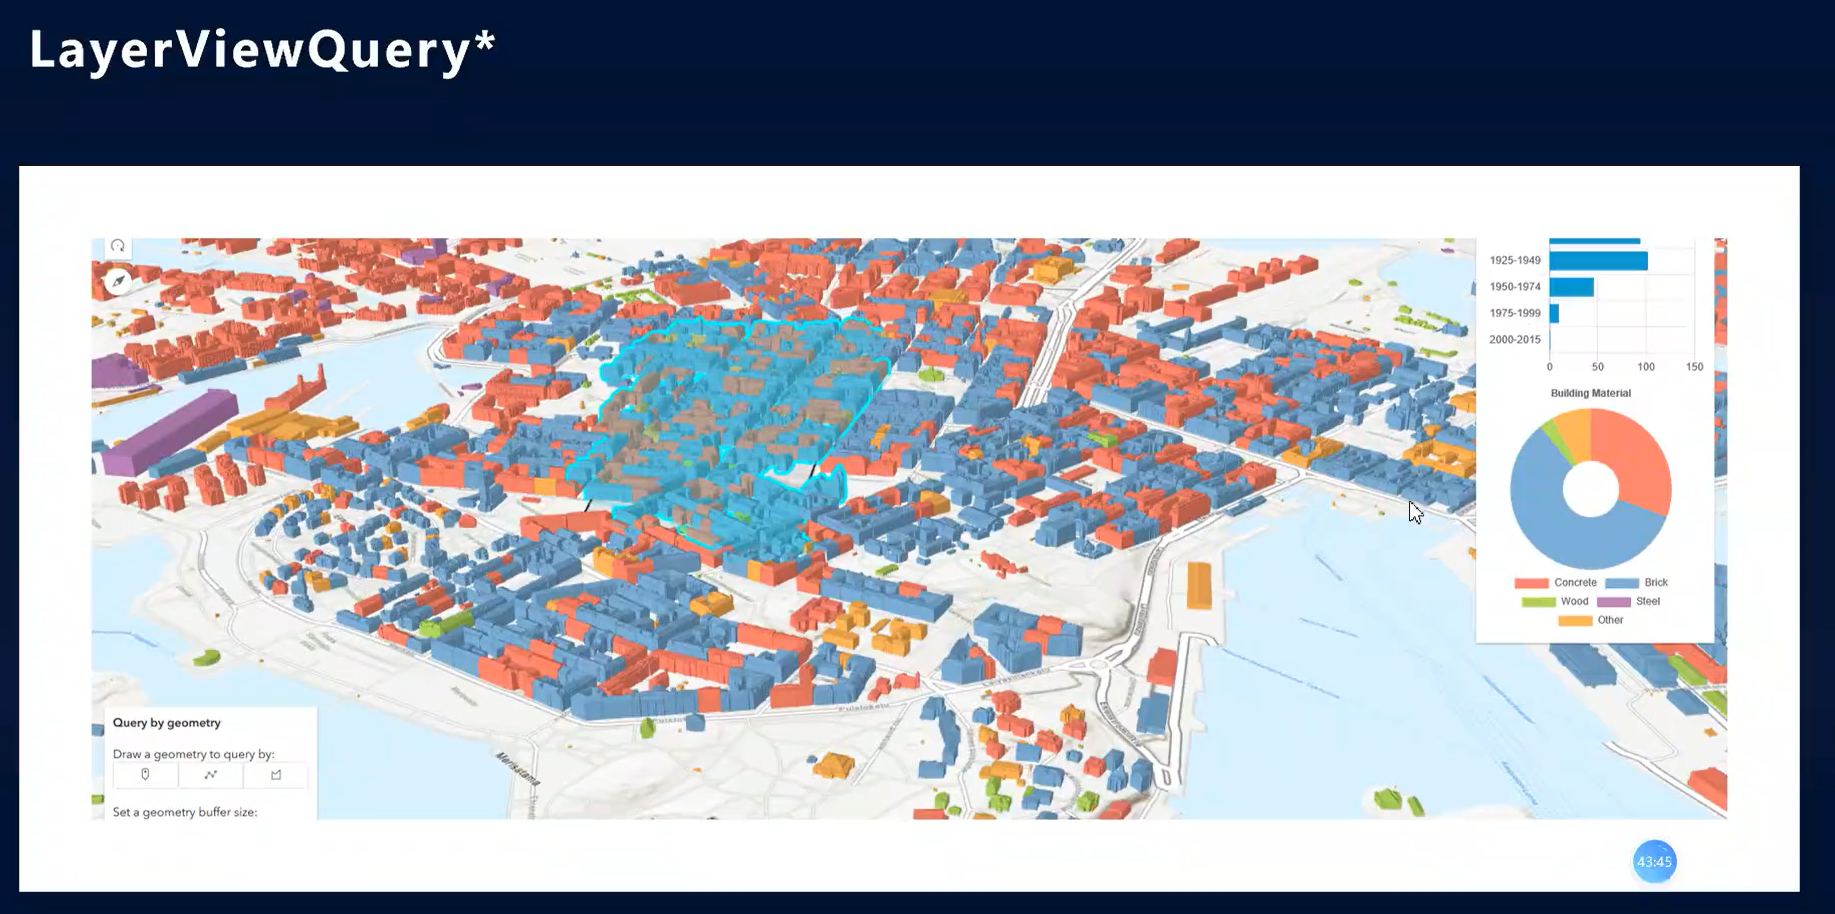 LayerViewQuery*
1925-1949
1950-1974
1975-1999
2000-2015
0 50 100 150
Building Material
Concrete Brick
Wood Steel
Other
Query by geometry
Draw a geometry to query by:
Set a geometry buffer size:
43:45